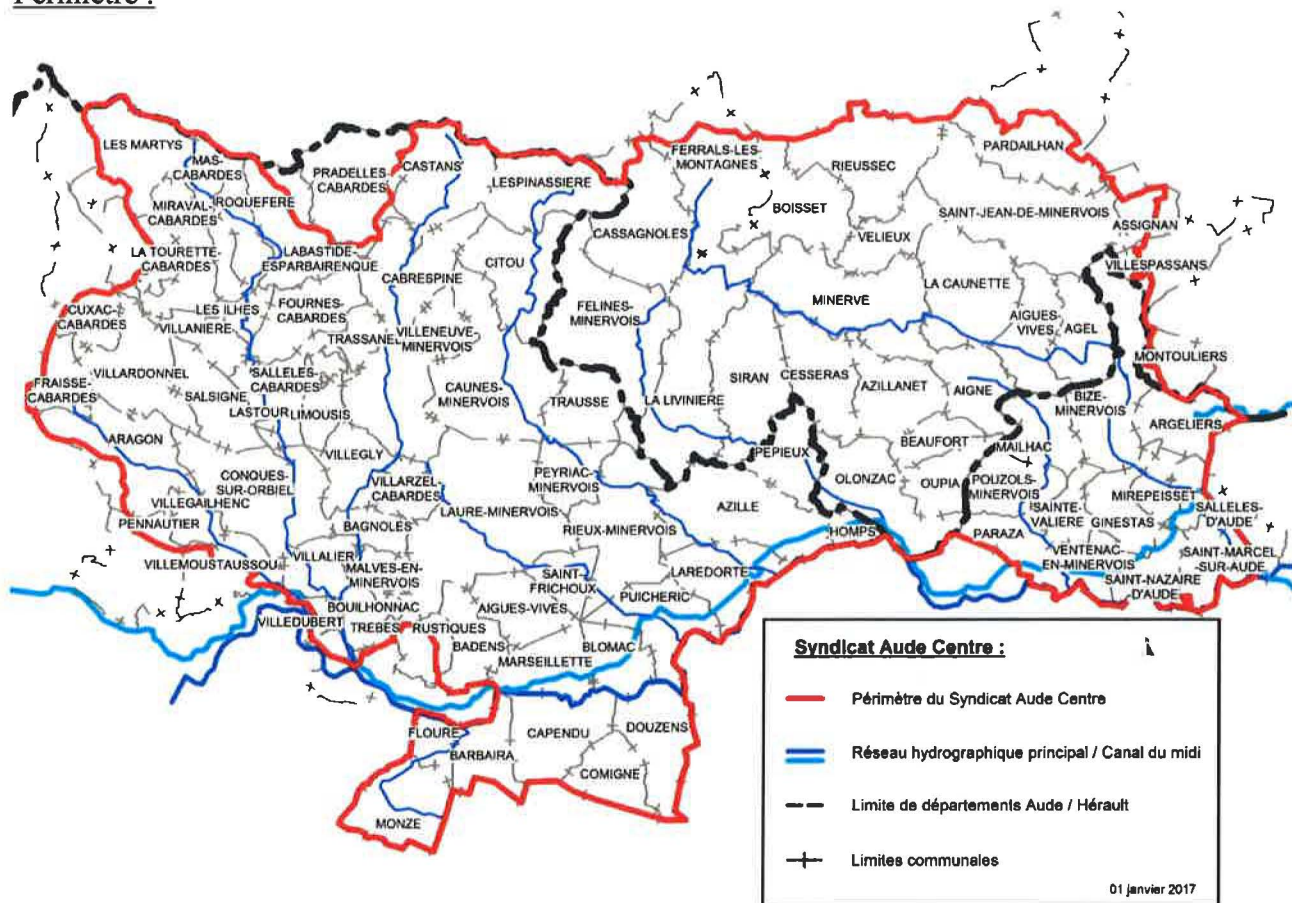 Périmètre :
LES MARTYS
MAS-
CABARDES
PRADELLES-
CABARDES
CASTANS
LESPINASSIERE
FERRALS-LES-
MONTAGNES
RIEUSSEC
PARDAILHAN
MIRAVAL-
CABARDES
ROQUEFERE
BOISSET
SAINT-JEAN-DE-MINERVOIS
ASSIGNAN
CASSAGNOLES
VELIEUX
LA TOURETTE-
CABARDES
LABASTIDE-
ESPARBAIRENQUE
CITOU
VILLESPASSANS
CABRESPINE
LA CAUNETTE
MINERVE
CUXAC-
CABARDES
LES ILHES
FOURNES-
CABARDES
FELINES-
MINERVOIS
AIGUES-
VIVES
AGEL
VILLANIERE
TRASSANEL
VILLENEUVE-
MINERVOIS
MONTOULIERS
VILLARDONNEL
SALLELES-
CABARDES
SIRAN
CESSERAS
FRAISSE-
CABARDES
SALSIGNE
LASTOUR
LIMOUSIS
CAUNES-
MINERVOIS
TRAUSSE
LA LIVINIERE
AZILLANET
AIGNE
BIZE-
MINERVOIS
ARGELIERS
ARAGON
VILLEGLY
BEAUFORT
MAILHAC
PEPIEUX
CONQUES-
SUR-ORBIEL
VILLARZEL-
CABARDES
PEYRIAC-
MINERVOIS
OLONZAC
OUPIA
POUZOLS-
MINERVOIS
MIREPEISSET
VILLEGAILHENC
LAURE-MINERVOIS
AZILLE
SAINTE-
VALIERE
GINESTAS
SALLELES-
D'AUDE
PENNAUTIER
BAGNOLES
RIEUX-MINERVOIS
HOMPS
PARAZA
VILLEMOUSTAUSSOU
VILLALIER
MALVES-EN-
MINERVOIS
SAINT-
FRICHOUX
LAREDORTE
VENTENAC-
EN-MINERVOIS
SAINT-MARCEL
-SUR-AUDE
SAINT-NAZAIRE
D'AUDE
BOUILHONNAC
AIGUES-VIVES
PUICHERIC
VILLEDUBERT
TREBES
RUSTIQUES
BADENS
BLOMAC
MARSEILLETTE
FLOURE
BARBAIRA
CAPENDU
DOUZENS
COMIGNE
MONZE
Syndicat Aude Centre :
Périmètre du Syndicat Aude Centre
Réseau hydrographique principal / Canal du midi
Limite de départements Aude / Hérault
Limites communales
01 janvier 2017